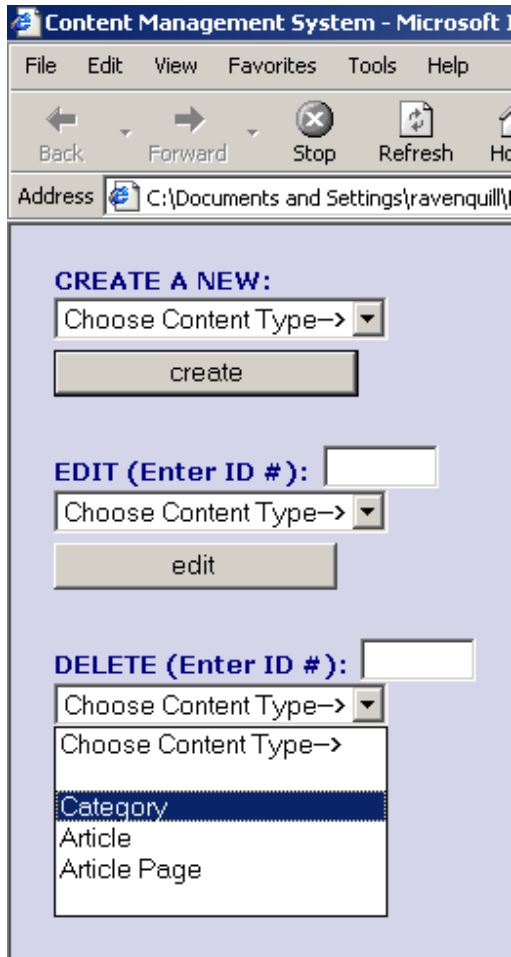 Content Management System - Microsoft
File Edit View Favorites Tools Help
Back Forward Stop Refresh
Address C:\Documents and Settings\ravenquill\
CREATE A NEW:
Choose Content Type-->
create
EDIT (Enter ID #):
Choose Content Type-->
edit
DELETE (Enter ID #):
Choose Content Type-->
Choose Content Type-->
Category
Article
Article Page